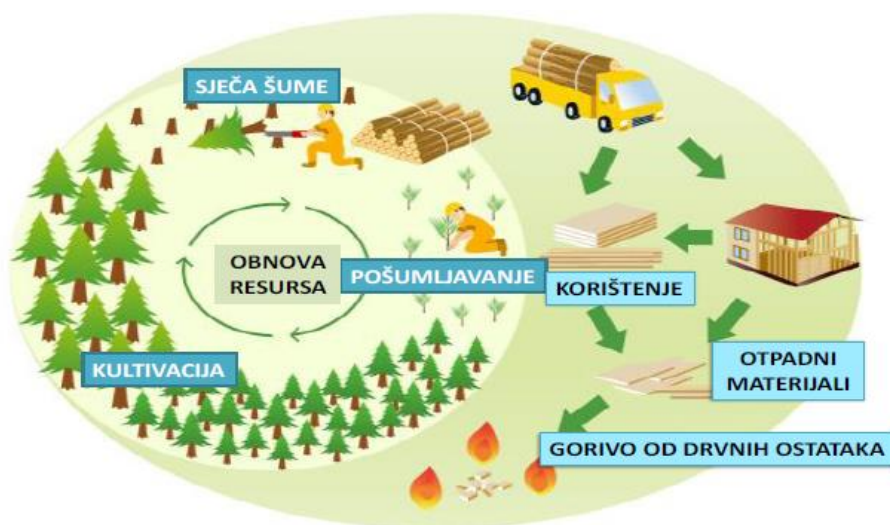 SJEČA ŠUME
OBNOVA
RESURSA
POŠUMLJAVANJE
KORIŠTENJE
KULTIVACIJA
OTPADNI
MATERIJALI
GORIVO OD DRVNIH OSTATAKA